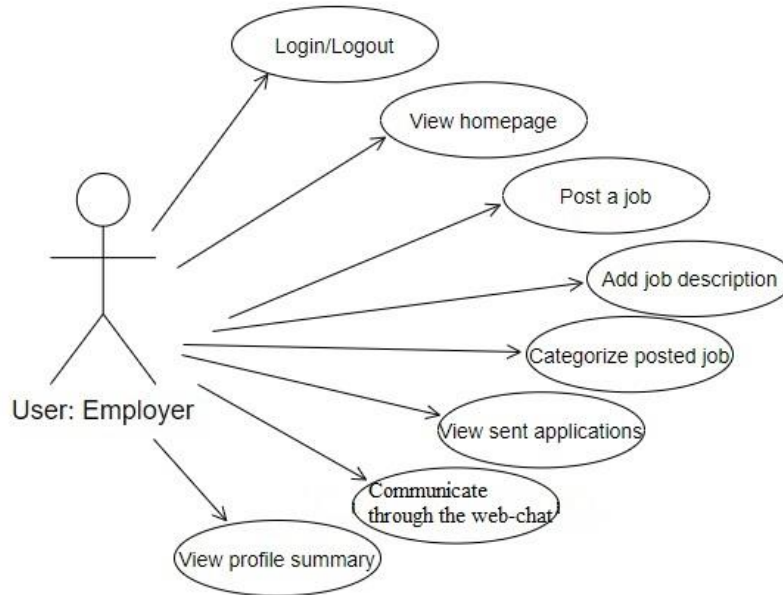 Login/Logout
View homepage
Post a job
Add job description
Categorize posted job
User: Employer
View sent applications
Communicate
through the web-chat
View profile summary